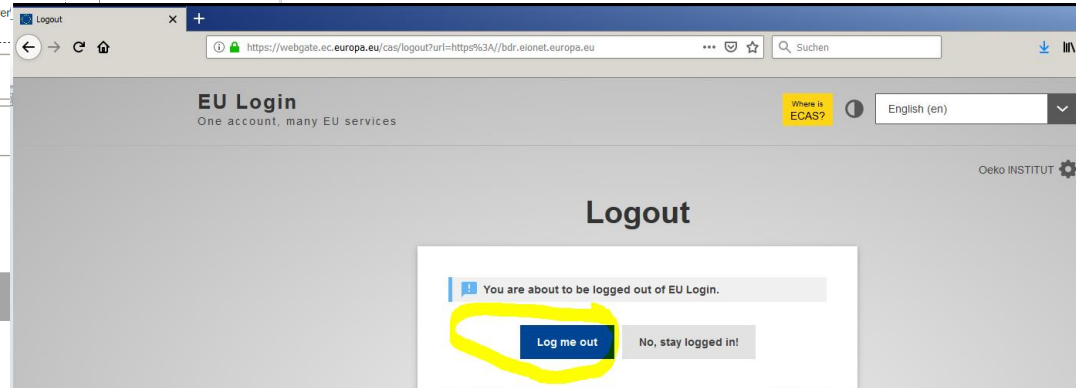 er'
Logout
https://webgate.ec.europa.eu/cas/logout?url=https%3A//bdr.eionet.europa.eu
Suchen
EU Login
One account, many EU services
Where is
ECAS?
English (en)
Oeko INSTITUT
Logout
You are about to be logged out of EU Login.
Log me out
No, stay logged in!